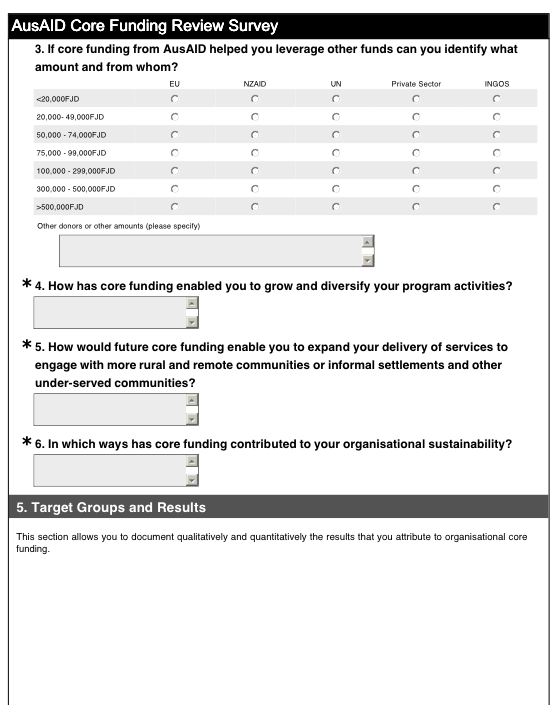 AusAID Core Funding Review Survey
3. If core funding from AusAID helped you leverage other funds can you identify what
amount and from whom?
EU NZAID UN Private Sector INGOS
<20,000FJD
20,000- 49,000FJD
50,000 - 74,000FJD
75,000 - 99,000FJD
100,000 - 299,000FJD
300,000 - 500,000FJD
>500,000FJD
Other donors or other amounts (please specify)
* 4. How has core funding enabled you to grow and diversify your program activities?
* 5. How would future core funding enable you to expand your delivery of services to
engage with more rural and remote communities or informal settlements and other
under-served communities?
* 6. In which ways has core funding contributed to your organisational sustainability?
5. Target Groups and Results
This section allows you to document qualitatively and quantitatively the results that you attribute to organisational core
funding.